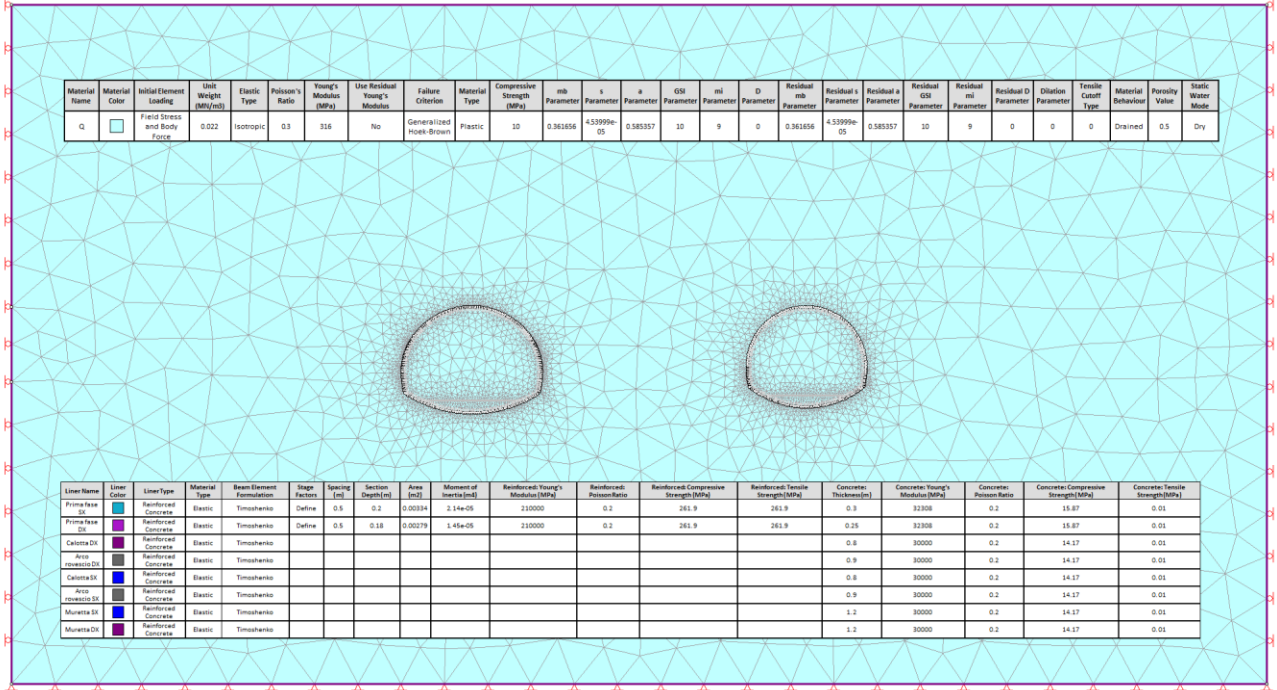 Material Name | Material Color | Initial Element Loading | Unit Weight (MN/m3) | Elastic Type | Poisson's Ratio | Young's Modulus (MPa) | Use Residual Young's Modulus | Failure Criterion | Material Type | Compressive Strength (MPa) | mb Parameter | s Parameter | a Parameter | GSI Parameter | mi Parameter | D Parameter | Residual mb Parameter | Residual s Parameter | Residual a Parameter | Residual GSI Parameter | Residual mi Parameter | Residual D Parameter | Dilation Parameter | Tensile Cutoff Type | Material Behaviour | Porosity Value | Static Water Mode
Q | Field Stress and Body Force | 0.022 | Isotropic | 0.3 | 316 | No | Generalized Hoek-Brown | Plastic | 10 | 0.361656 | 4.53999e-05 | 0.585357 | 10 | 9 | 0 | 0.361656 | 4.53999e-05 | 0.585357 | 10 | 9 | 0 | 0 | 0 | Drained | 0.5 | Dry
Liner Name | Liner Color | Liner Type | Material Type | Beam Element Formulation | Stage Factors | Spacing (m) | Section Depth (m) | Area (m2) | Moment of Inertia (m4) | Reinforced: Young's Modulus (MPa) | Reinforced: Poisson Ratio | Reinforced: Compressive Strength (MPa) | Reinforced: Tensile Strength (MPa) | Concrete: Thickness (m) | Concrete: Young's Modulus (MPa) | Concrete: Poisson Ratio | Concrete: Compressive Strength (MPa) | Concrete: Tensile Strength (MPa)
Prima fase SX | Reinforced Concrete | Elastic | Timoshenko | Define | 0.5 | 0.2 | 0.00334 | 2.14e-05 | 210000 | 0.2 | 261.9 | 261.9 | 0.3 | 32308 | 0.2 | 15.87 | 0.01
Prima fase DX | Reinforced Concrete | Elastic | Timoshenko | Define | 0.5 | 0.18 | 0.00279 | 1.45e-05 | 210000 | 0.2 | 261.9 | 261.9 | 0.25 | 32308 | 0.2 | 15.87 | 0.01
Calotta DX | Reinforced Concrete | Elastic | Timoshenko | 0.8 | 30000 | 0.2 | 14.17 | 0.01
Arco rovescio DX | Reinforced Concrete | Elastic | Timoshenko | 0.9 | 30000 | 0.2 | 14.17 | 0.01
Calotta SX | Reinforced Concrete | Elastic | Timoshenko | 0.8 | 30000 | 0.2 | 14.17 | 0.01
Arco rovescio SX | Reinforced Concrete | Elastic | Timoshenko | 0.9 | 30000 | 0.2 | 14.17 | 0.01
Muretta SX | Reinforced Concrete | Elastic | Timoshenko | 1.2 | 30000 | 0.2 | 14.17 | 0.01
Muretta DX | Reinforced Concrete | Elastic | Timoshenko | 1.2 | 30000 | 0.2 | 14.17 | 0.01